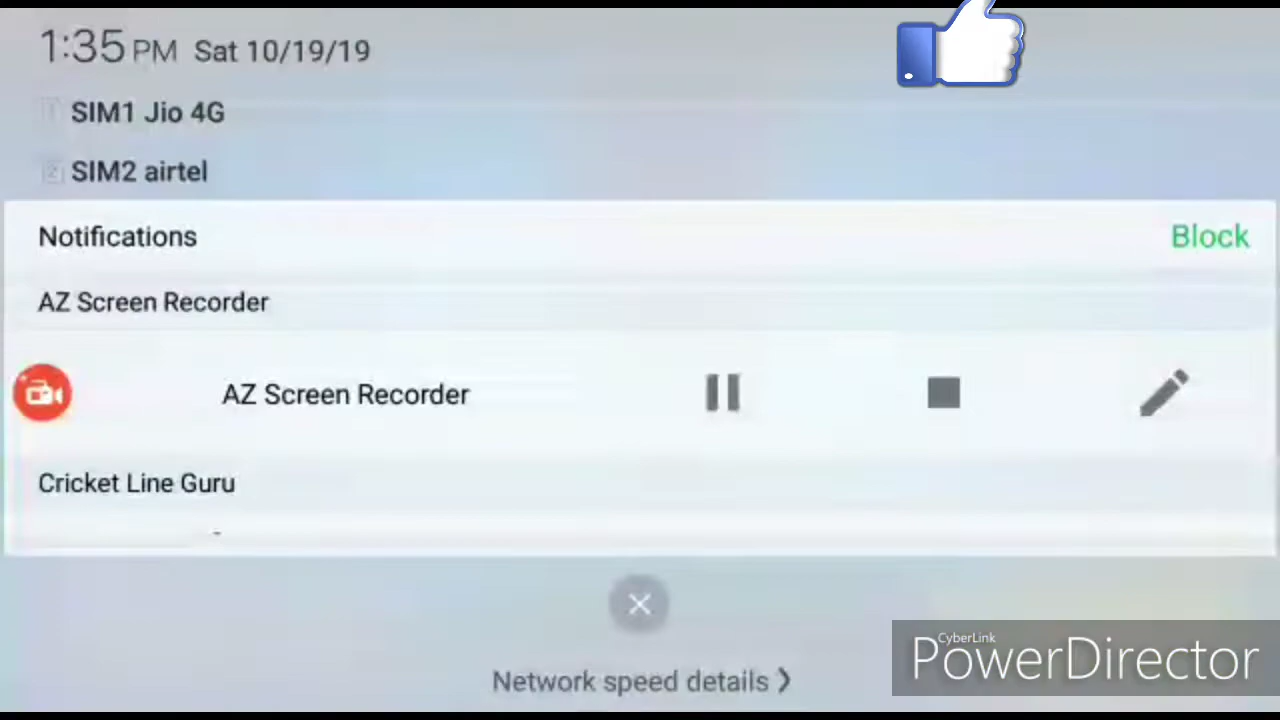 1:35 PM Sat 10/19/19
SIM1 Jio 4G
SIM2 airtel
Notifications Block
AZ Screen Recorder
AZ Screen Recorder
Cricket Line Guru
Network speed details
CyberLink
PowerDirector